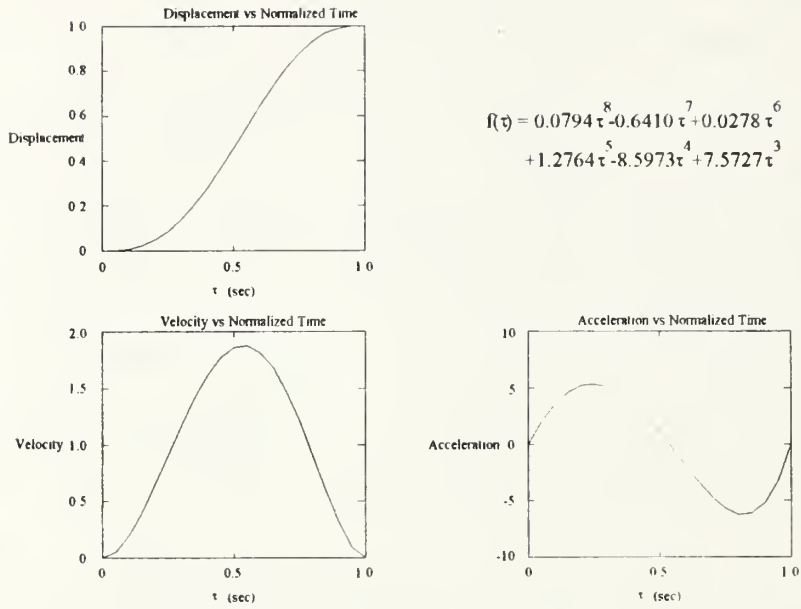 Displacement vs Normalized Time
1 0
0.8
0 6
Displacement
0 4
0 2
0
0
0.5
1 0
τ (sec)
f(τ) = 0.0794 τ^8-0.6410 τ^7+0.0278 τ^6
+1.2764τ^5-8.5973τ^4+7.5727τ^3
Velocity vs Normalized Time
2.0
1.5
Velocity 1.0
0 5
0
0
0.5
1 0
τ (sec)
Acceleration vs Normalized Time
10
5
Acceleration 0
-5
-10
0
0 5
1 0
τ (sec)